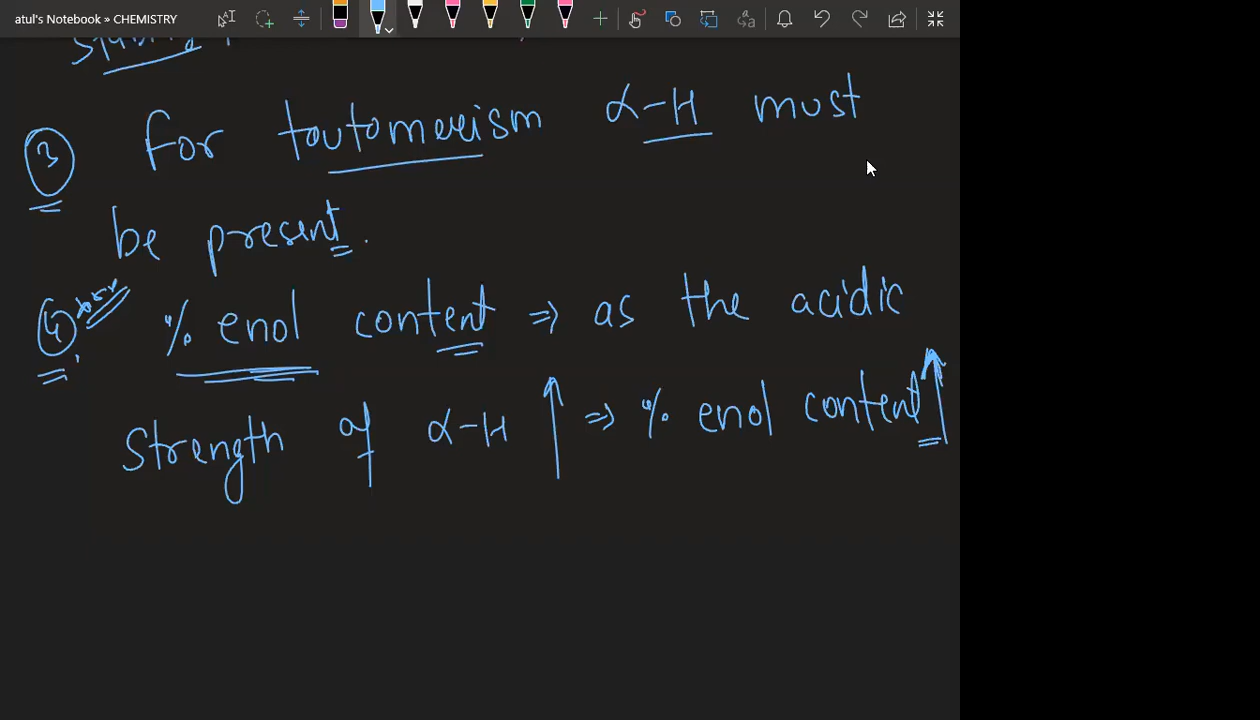 atul's Notebook » CHEMISTRY
③ For tautomerism α-H must
be present.
④ % enol content ⇒ as the acidic
Strength of α-H ↑ ⇒ % enol content ↑